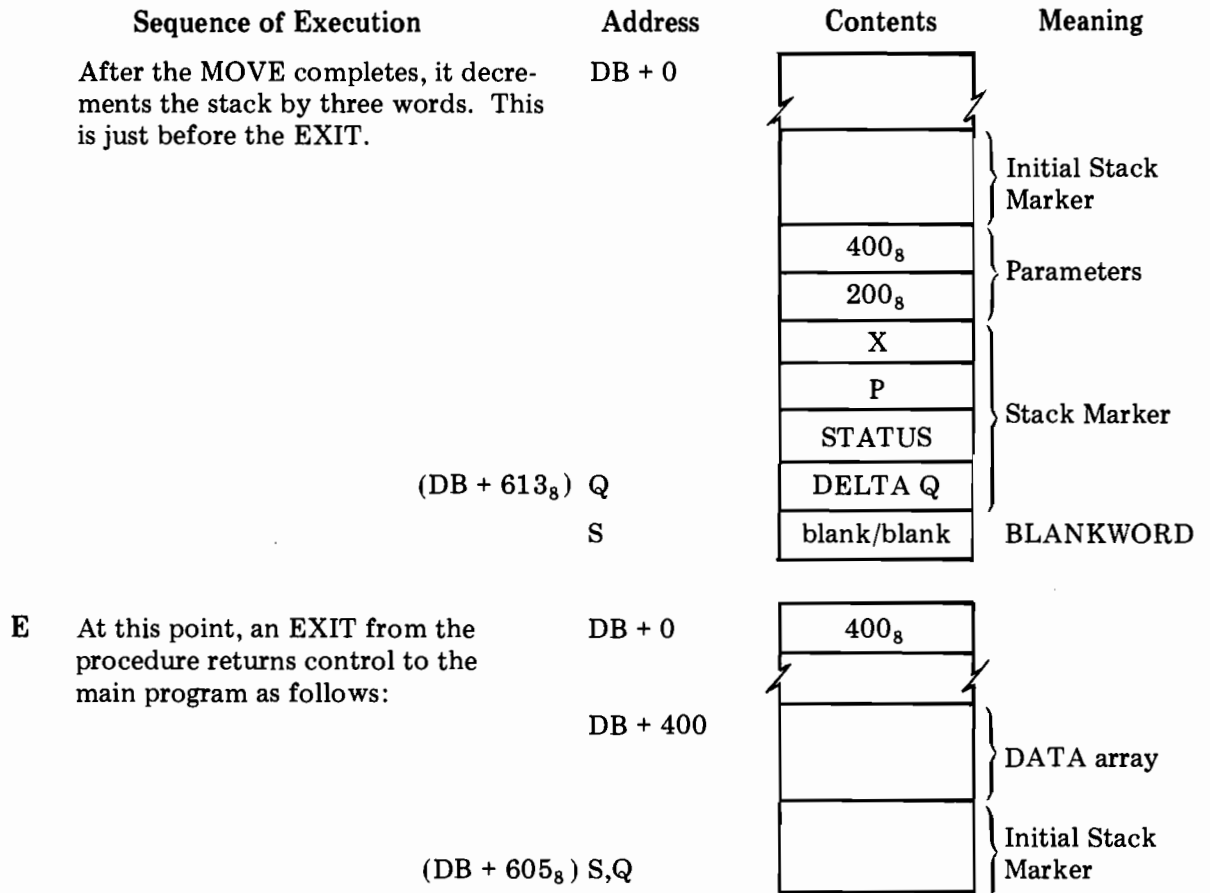 Sequence of Execution Address Contents Meaning
After the MOVE completes, it decre- DB + 0
ments the stack by three words. This
is just before the EXIT.
Initial Stack
Marker
400₈
Parameters
200₈
X
P
Stack Marker
STATUS
(DB + 613₈) Q DELTA Q
S blank/blank BLANKWORD
E At this point, an EXIT from the DB + 0 400₈
procedure returns control to the
main program as follows:
DB + 400
DATA array
Initial Stack
(DB + 605₈) S,Q Marker